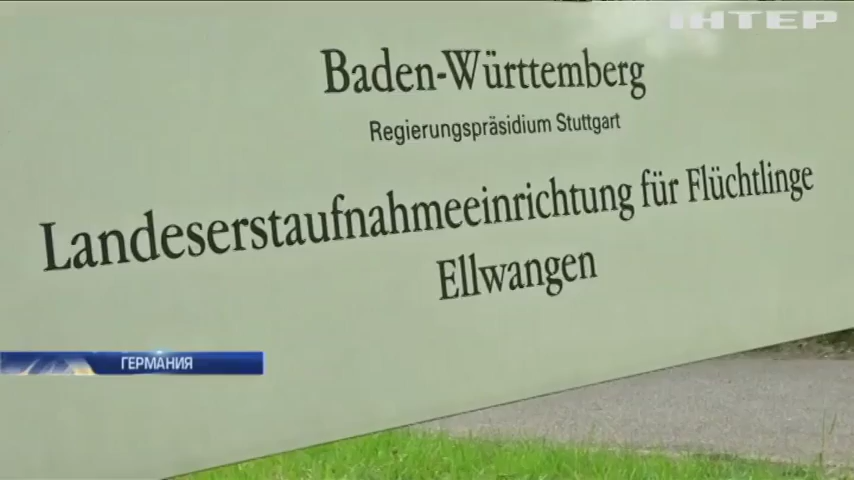 ІНТЕР
Baden-Württemberg
Regierungspräsidium Stuttgart
Landeserstaufnahmeeinrichtung für Flüchtlinge
Ellwangen
ГЕРМАНИЯ